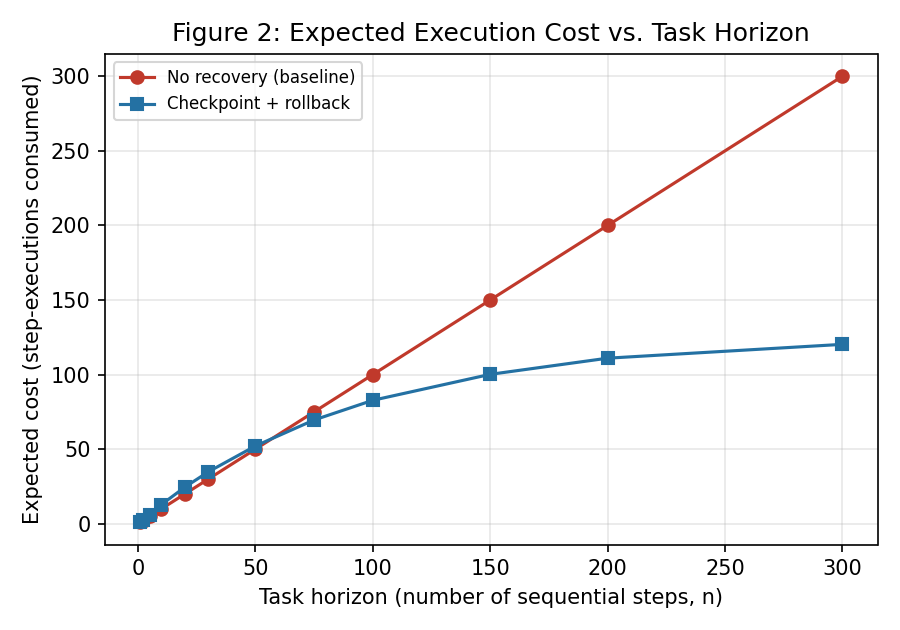 Figure 2: Expected Execution Cost vs. Task Horizon
No recovery (baseline)
Checkpoint + rollback
Expected cost (step-executions consumed)
300
250
200
150
100
50
0
0 50 100 150 200 250 300
Task horizon (number of sequential steps, n)